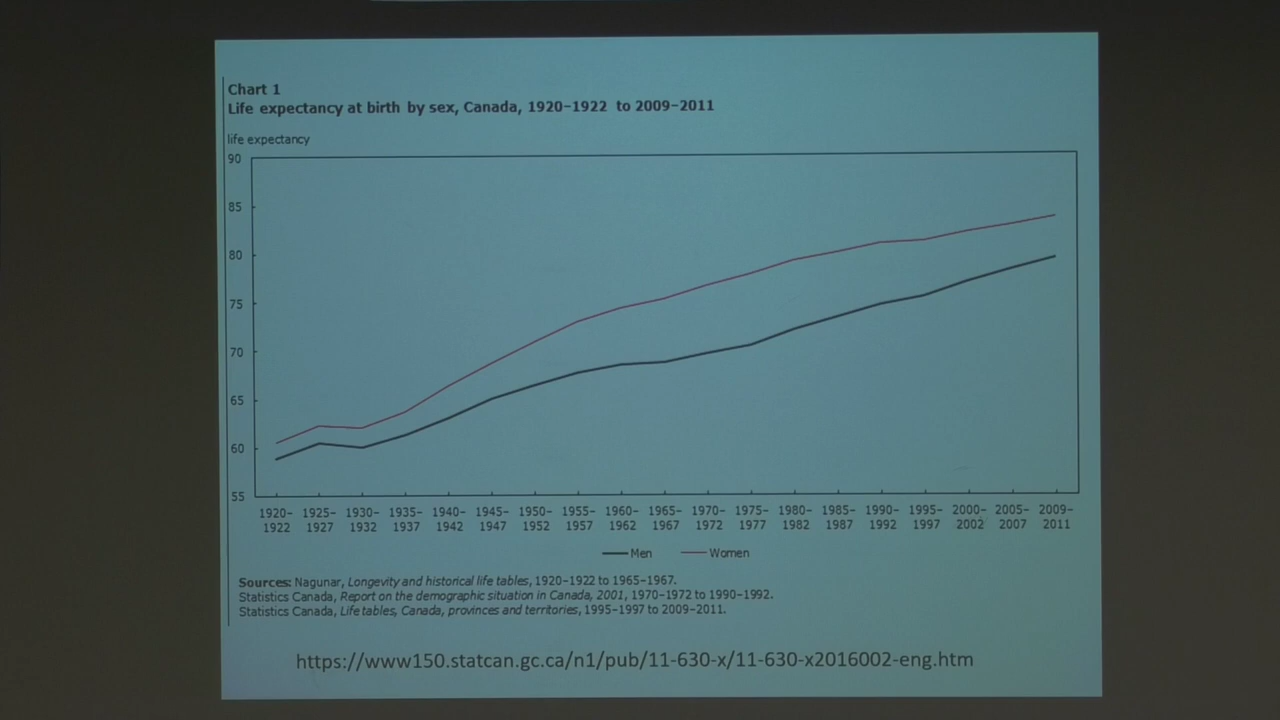 Chart 1
Life expectancy at birth by sex, Canada, 1920-1922 to 2009-2011
life expectancy
90
85
80
75
70
65
60
55
1920- 1925- 1930- 1935- 1940- 1945- 1950- 1955- 1960- 1965- 1970- 1975- 1980- 1985- 1990- 1995- 2000- 2005- 2009-
1922 1927 1932 1937 1942 1947 1952 1957 1962 1967 1972 1977 1982 1987 1992 1997 2002 2007 2011
Men Women
Sources: Nagunar, Longevity and historical life tables, 1920-1922 to 1965-1967.
Statistics Canada, Report on the demographic situation in Canada, 2001, 1970-1972 to 1990-1992.
Statistics Canada, Life tables, Canada, provinces and territories, 1995-1997 to 2009-2011.
https://www150.statcan.gc.ca/n1/pub/11-630-x/11-630-x2016002-eng.htm